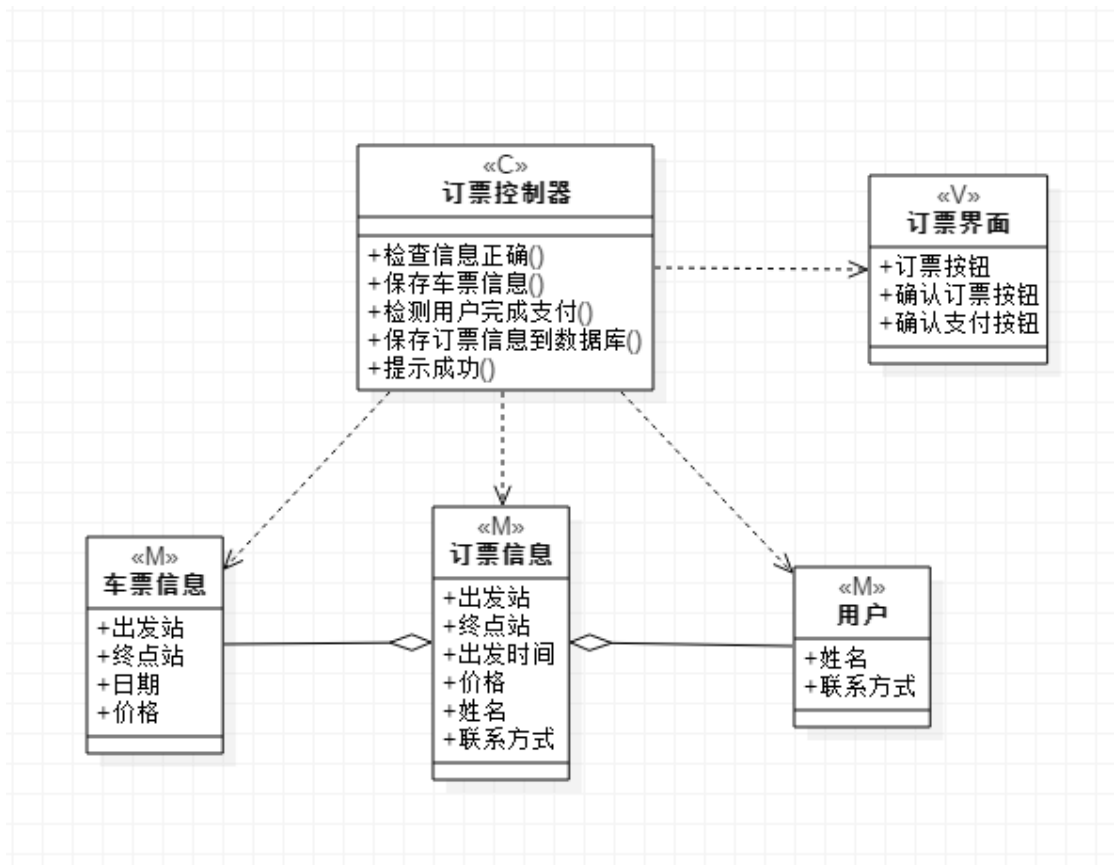 «C»
订票控制器
+检查信息正确()
+保存车票信息()
+检测用户完成支付()
+保存订票信息到数据库()
+提示成功()
«V»
订票界面
+订票按钮
+确认订票按钮
+确认支付按钮
«M»
车票信息
+出发站
+终点站
+日期
+价格
«M»
订票信息
+出发站
+终点站
+出发时间
+价格
+姓名
+联系方式
«M»
用户
+姓名
+联系方式